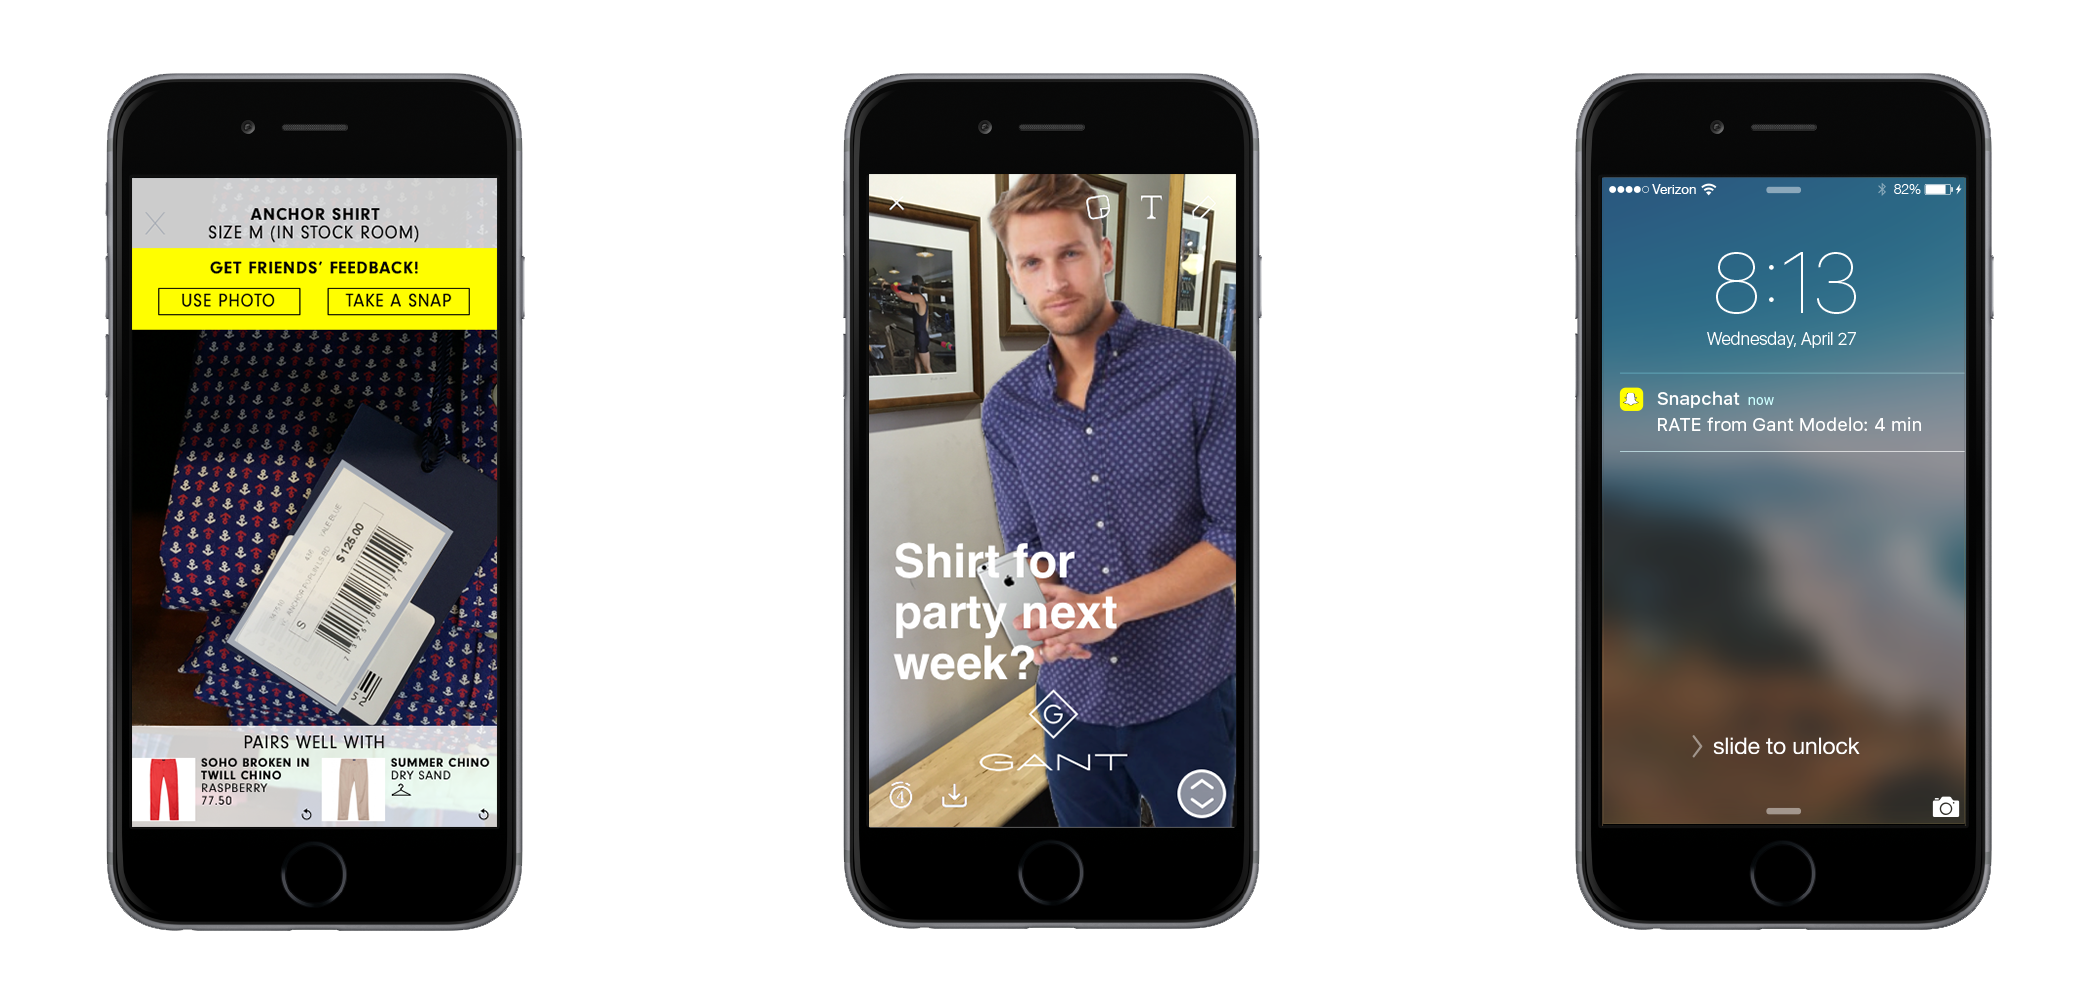 ANCHOR SHIRT
SIZE M (IN STOCK ROOM)
GET FRIENDS' FEEDBACK!
USE PHOTO
TAKE A SNAP
$125.00
S
PAIRS WELL WITH
SOHO BROKEN IN
TWILL CHINO
RASPBERRY
77.50
SUMMER CHINO
DRY SAND
T
Shirt for
party next
week?
G
GANT
4
Verizon
82%
8:13
Wednesday, April 27
Snapchat now
RATE from Gant Modelo: 4 min
slide to unlock